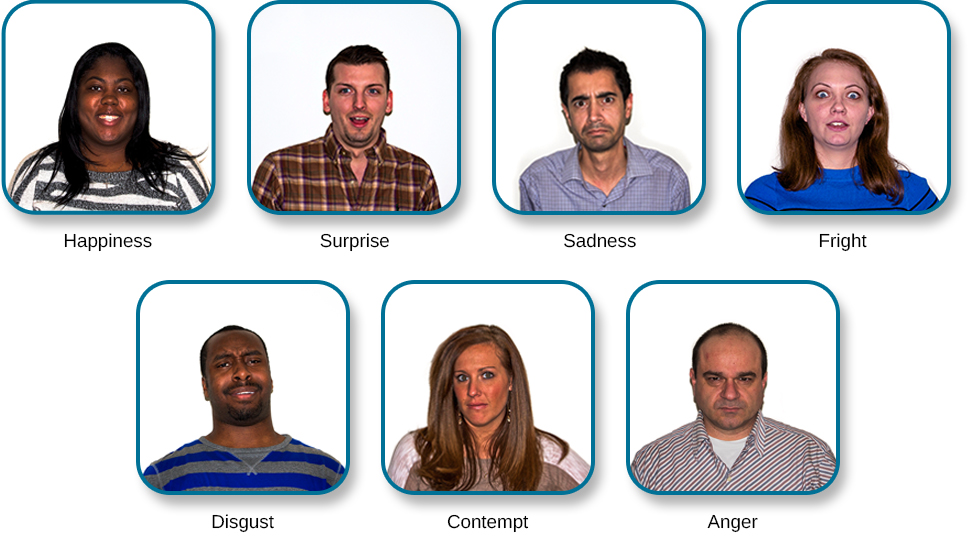 Happiness
Surprise
Sadness
Fright
Disgust
Contempt
Anger